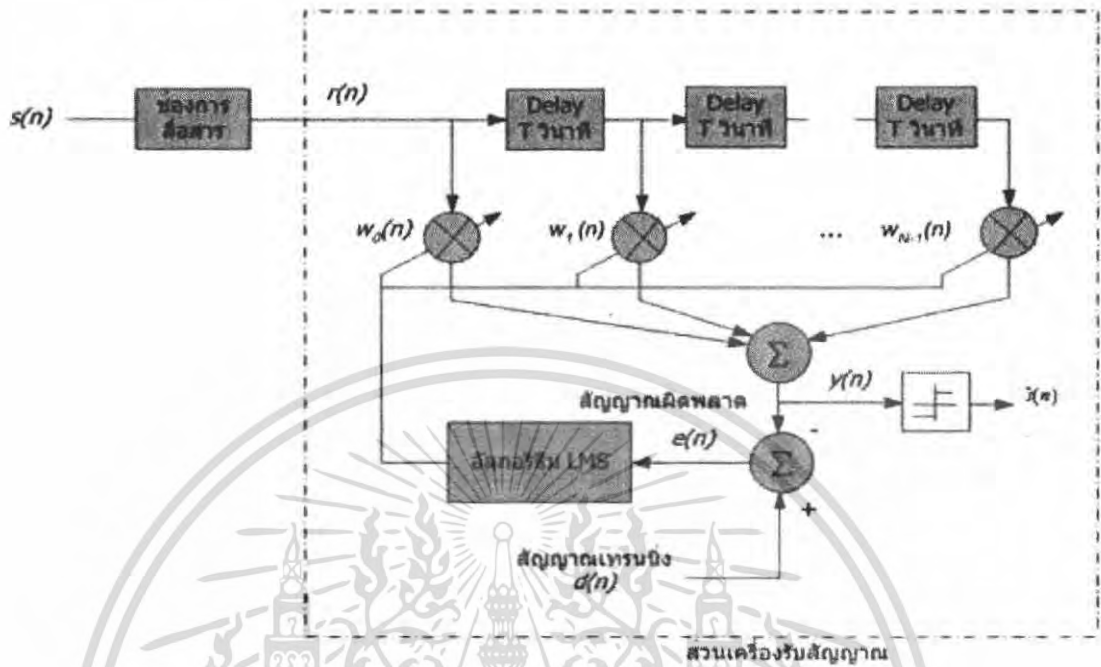 s(n)
ช่องการ
สื่อสาร
r(n)
Delay
T วินาที
Delay
T วินาที
Delay
T วินาที
w₀(n)
w₁(n)
...
wN-1(n)
Σ
สัญญาณผิดพลาด
y(n)
ŝ(n)
-
อัลกอริธึม LMS
e(n)
Σ
+
สัญญาณเทรนนิ่ง
d(n)
ส่วนเครื่องรับสัญญาณ